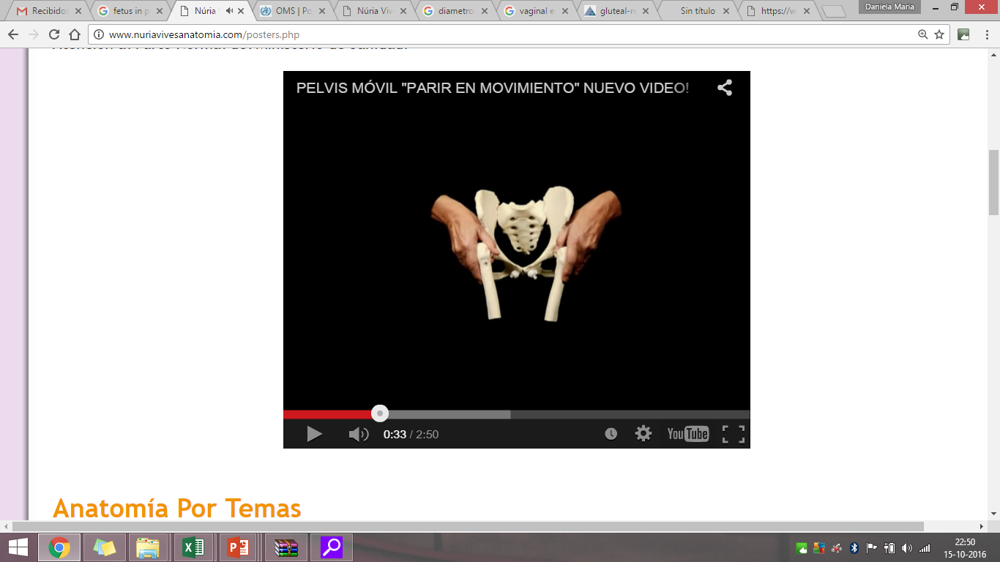 Recibidos
fetus in p
Núria
OMS | Po
Núria Viv
diametro
vaginal e
gluteal-re
Sin título
https://w
Daniela Maria
www.nuriavivesanatomia.com/posters.php
PELVIS MÓVIL "PARIR EN MOVIMIENTO" NUEVO VIDEO!
0:33 / 2:50
YouTube
Anatomía Por Temas
22:50
15-10-2016